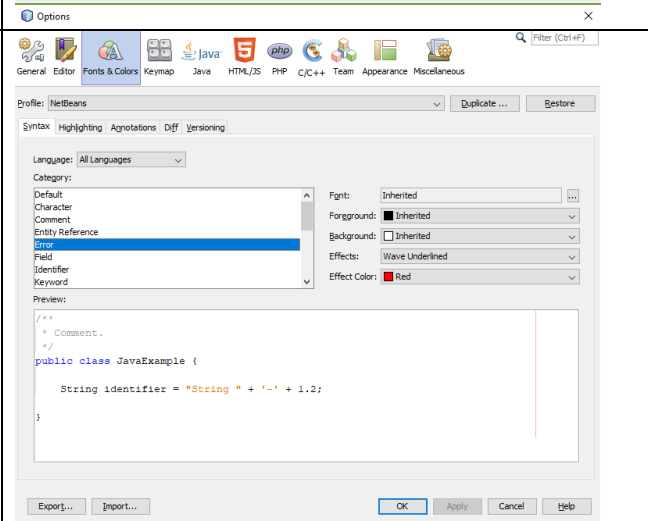 Options
Filter (Ctrl+F)
General Editor Fonts & Colors Keymap Java HTML/JS PHP C/C++ Team Appearance Miscellaneous
Profile: NetBeans Duplicate ... Restore
Syntax Highlighting Annotations Diff Versioning
Language: All Languages
Category:
Default
Character
Comment
Entity Reference
Error
Field
Identifier
Keyword
Font: Inherited ...
Foreground: Inherited
Background: Inherited
Effects: Wave Underlined
Effect Color: Red
Preview:
/**
* Comment.
*/
public class JavaExample {
String identifier = "String " + '-' + 1.2;
}
Export... Import... OK Apply Cancel Help